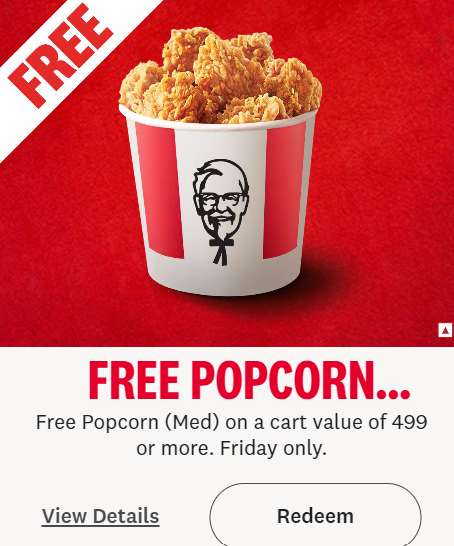 FREE
FREE POPCORN...
Free Popcorn (Med) on a cart value of 499
or more. Friday only.
View Details
Redeem